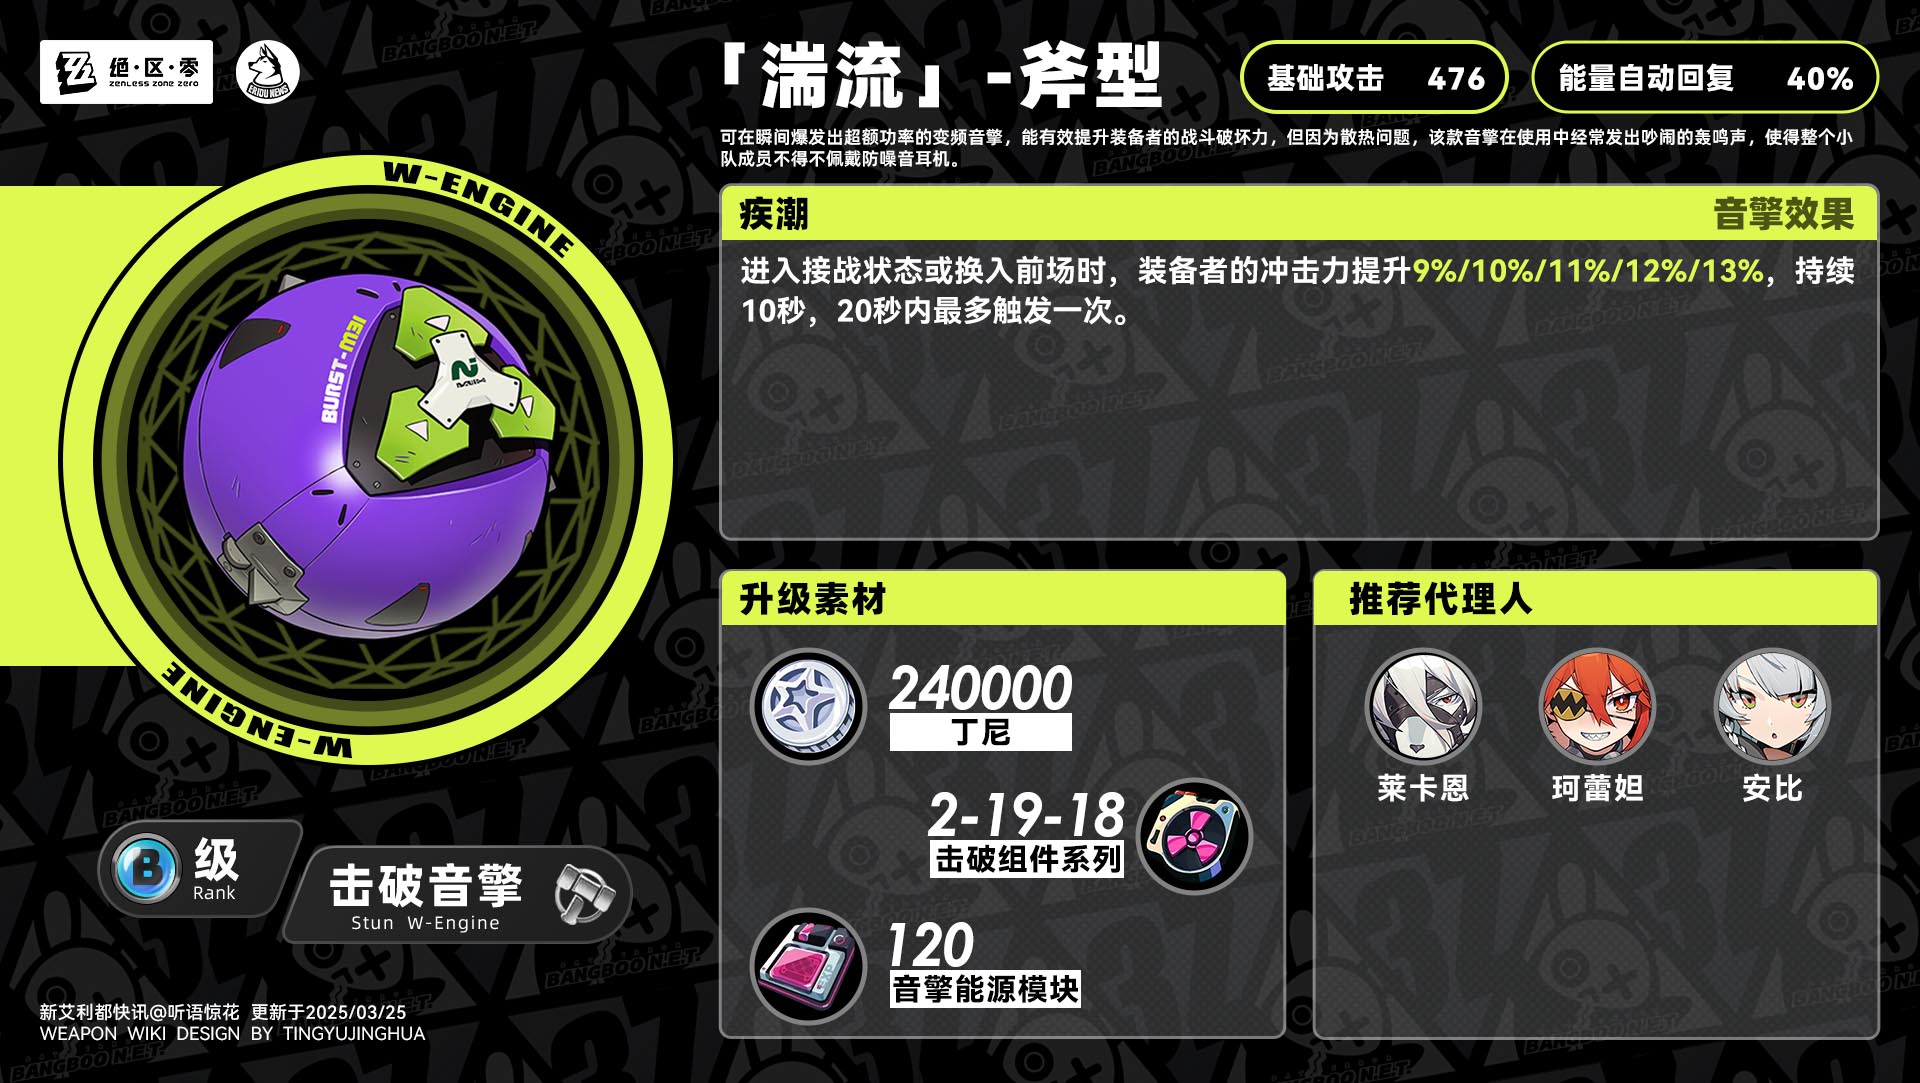 绝·区·零
ZENLESS ZONE ZERO
ERIDU NEWS
「湍流」-斧型
基础攻击 476
能量自动回复 40%
可在瞬间爆发出超额功率的变频音擎，能有效提升装备者的战斗破坏力，但因为散热问题，该款音擎在使用中经常发出吵闹的轰鸣声，使得整个小
队成员不得不佩戴防噪音耳机。
W-ENGINE
BURST-M31
W-ENGINE
疾潮 音擎效果
进入接战状态或换入前场时，装备者的冲击力提升9%/10%/11%/12%/13%，持续
10秒，20秒内最多触发一次。
升级素材
240000
丁尼
2-19-18
击破组件系列
120
音擎能源模块
推荐代理人
莱卡恩 珂蕾妲 安比
B 级
Rank
击破音擎
Stun W-Engine
新艾利都快讯@听语惊花 更新于2025/03/25
WEAPON WIKI DESIGN BY TINGYUJINGHUA
BANGBOO N.E.T.